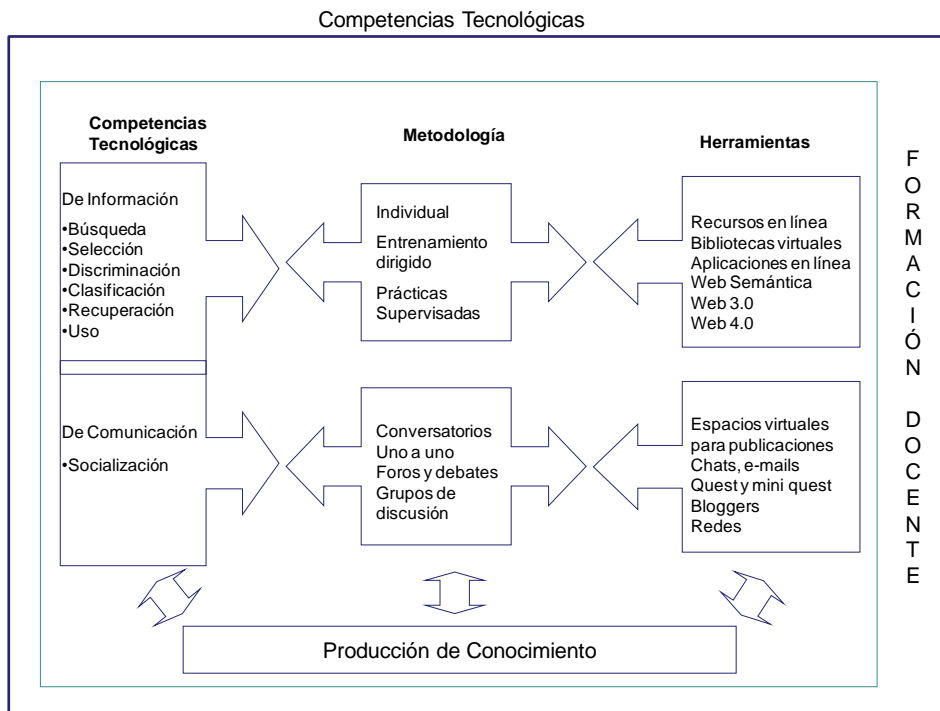 Competencias Tecnológicas
Competencias
Tecnológicas
De Información
•Búsqueda
•Selección
•Discriminación
•Clasificación
•Recuperación
•Uso
De Comunicación
•Socialización
Metodología
Individual
Entrenamiento
dirigido
Prácticas
Supervisadas
Conversatorios
Uno a uno
Foros y debates
Grupos de
discusión
Herramientas
Recursos en línea
Bibliotecas virtuales
Aplicaciones en línea
Web Semántica
Web 3.0
Web 4.0
Espacios virtuales
para publicaciones
Chats, e-mails
Quest y mini quest
Bloggers
Redes
Producción de Conocimiento
FORMACIÓN DOCENTE